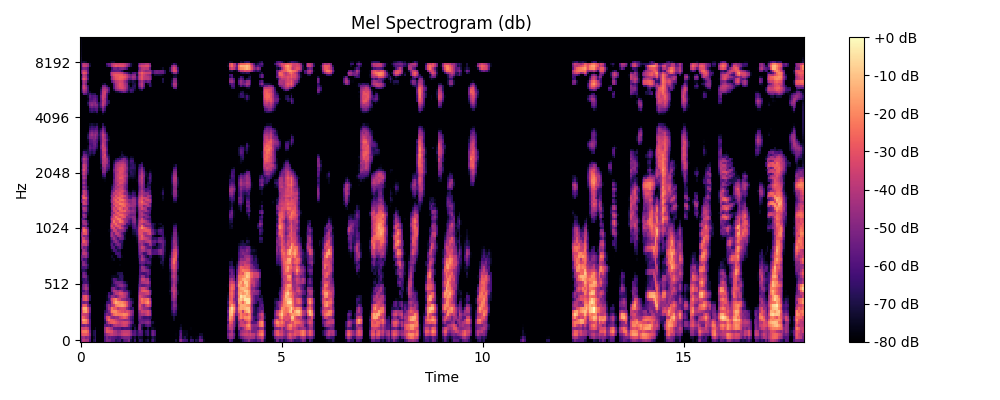 Mel Spectrogram (db)
8192
4096
2048
1024
512
0
Hz
0 5 10 15
Time
+0 dB
-10 dB
-20 dB
-30 dB
-40 dB
-50 dB
-60 dB
-70 dB
-80 dB